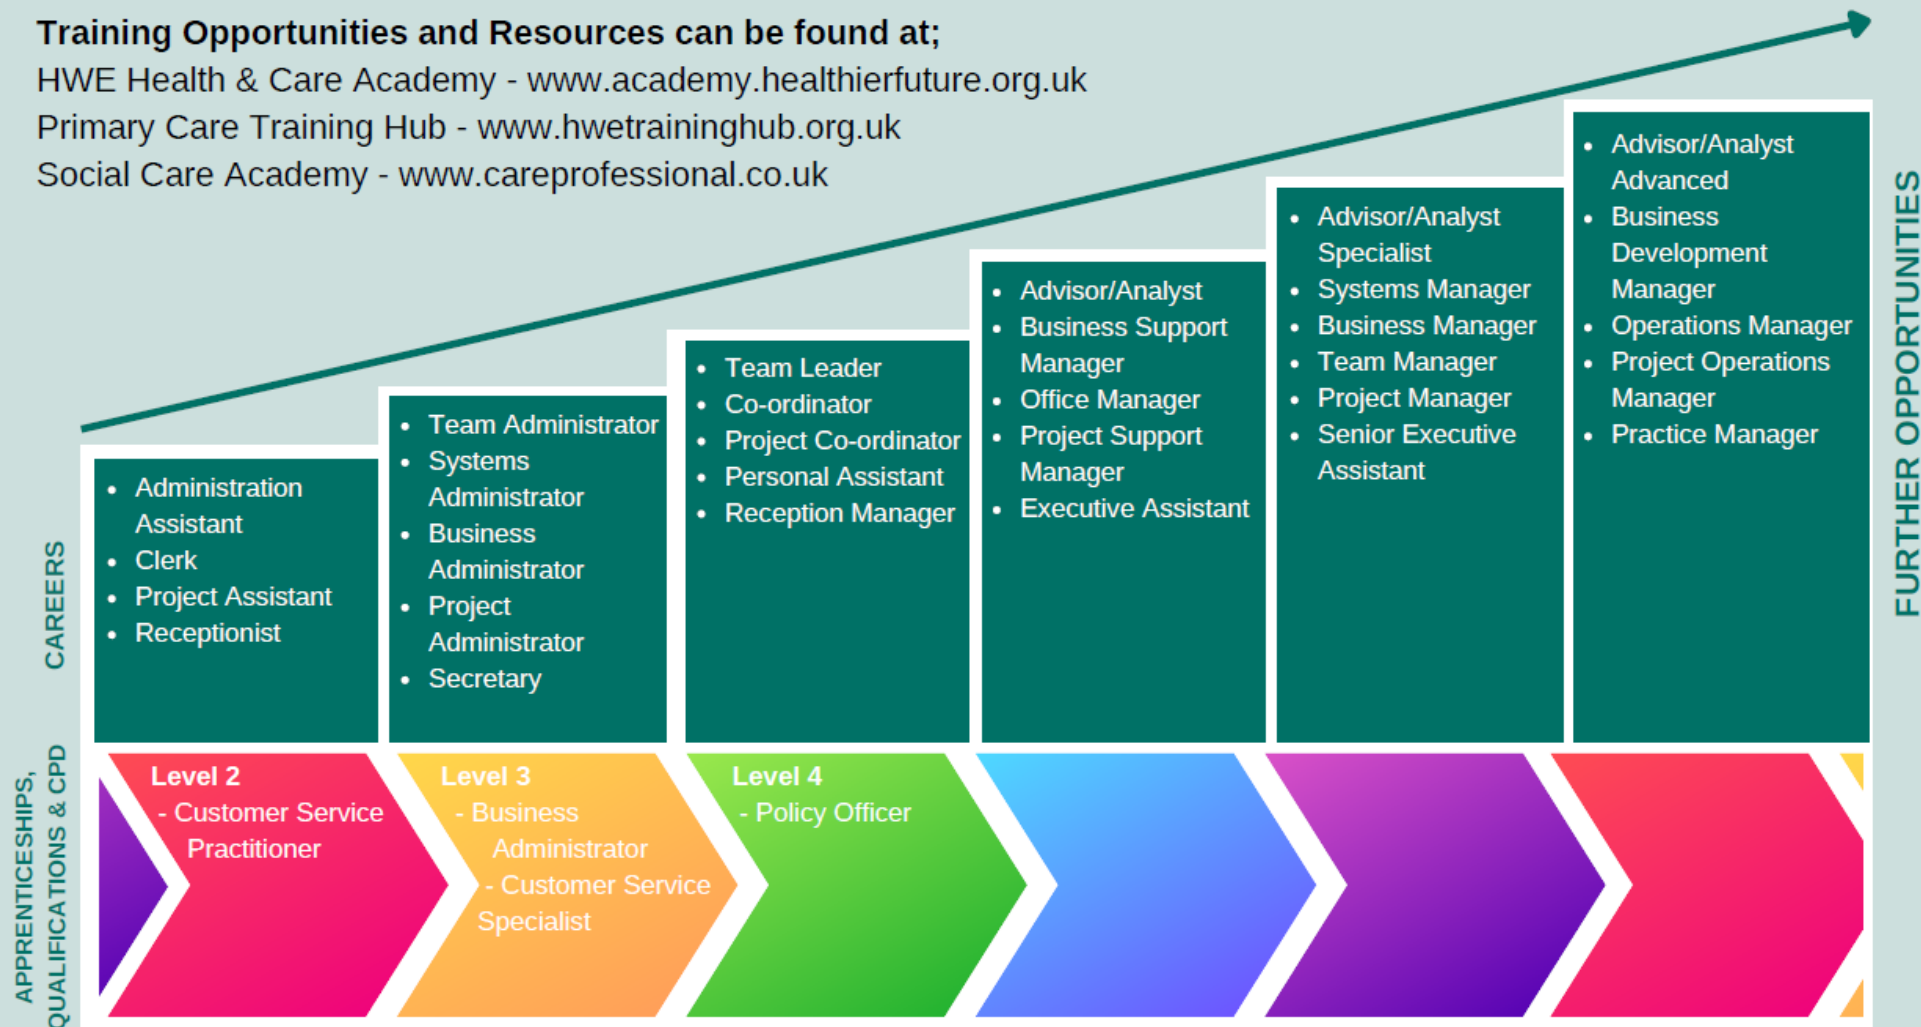 Training Opportunities and Resources can be found at;
HWE Health & Care Academy - www.academy.healthierfuture.org.uk
Primary Care Training Hub - www.hwetraininghub.org.uk
Social Care Academy - www.careprofessional.co.uk
CAREERS
• Administration
Assistant
• Clerk
• Project Assistant
• Receptionist
• Team Administrator
• Systems
Administrator
• Business
Administrator
• Project
Administrator
• Secretary
• Team Leader
• Co-ordinator
• Project Co-ordinator
• Personal Assistant
• Reception Manager
• Advisor/Analyst
• Business Support
Manager
• Office Manager
• Project Support
Manager
• Executive Assistant
• Advisor/Analyst
Specialist
• Systems Manager
• Business Manager
• Team Manager
• Project Manager
• Senior Executive
Assistant
• Advisor/Analyst
Advanced
• Business
Development
Manager
• Operations Manager
• Project Operations
Manager
• Practice Manager
FURTHER OPPORTUNITIES
APPRENTICESHIPS,
QUALIFICATIONS & CPD
Level 2
- Customer Service
Practitioner
Level 3
- Business
Administrator
- Customer Service
Specialist
Level 4
- Policy Officer